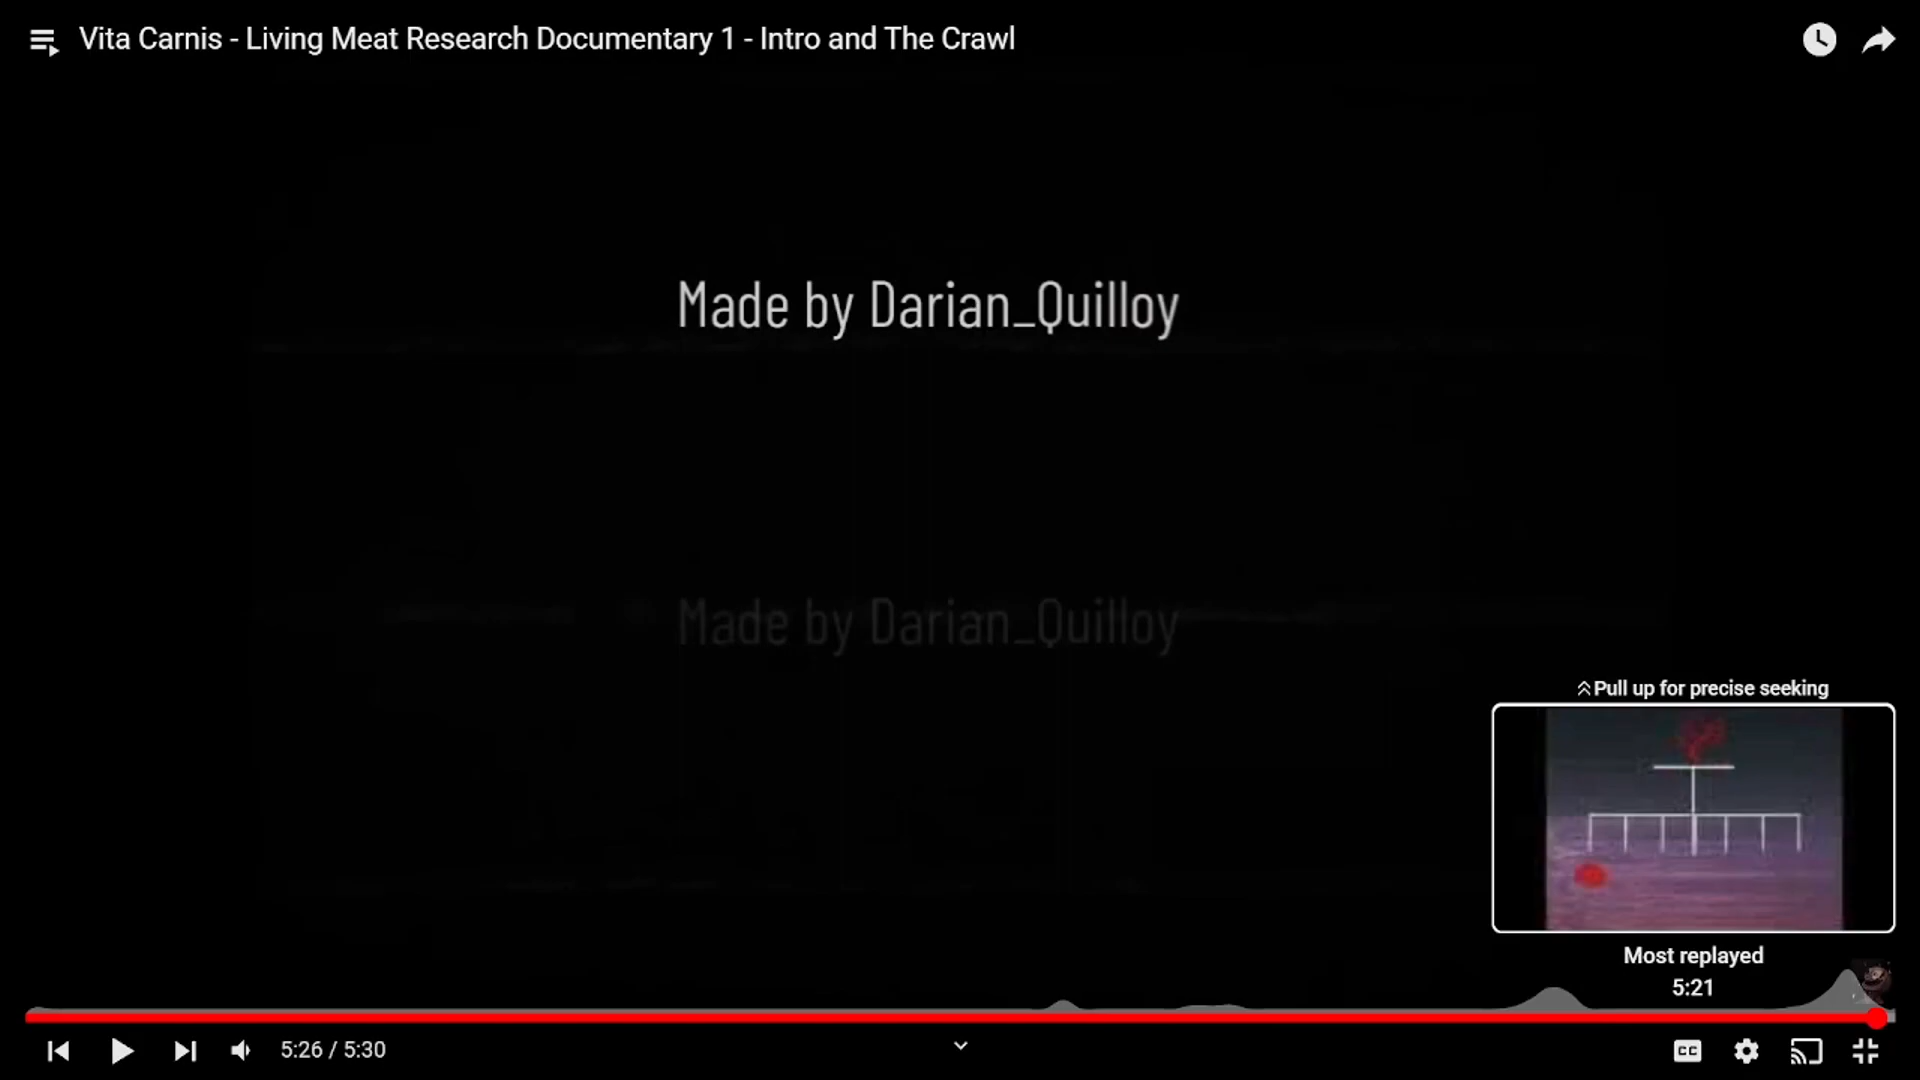 Vita Carnis - Living Meat Research Documentary 1 - Intro and The Crawl
Made by Darian_Quilloy
Made by Darian_Quilloy
Pull up for precise seeking
Most replayed
5:21
5:26 / 5:30
CC